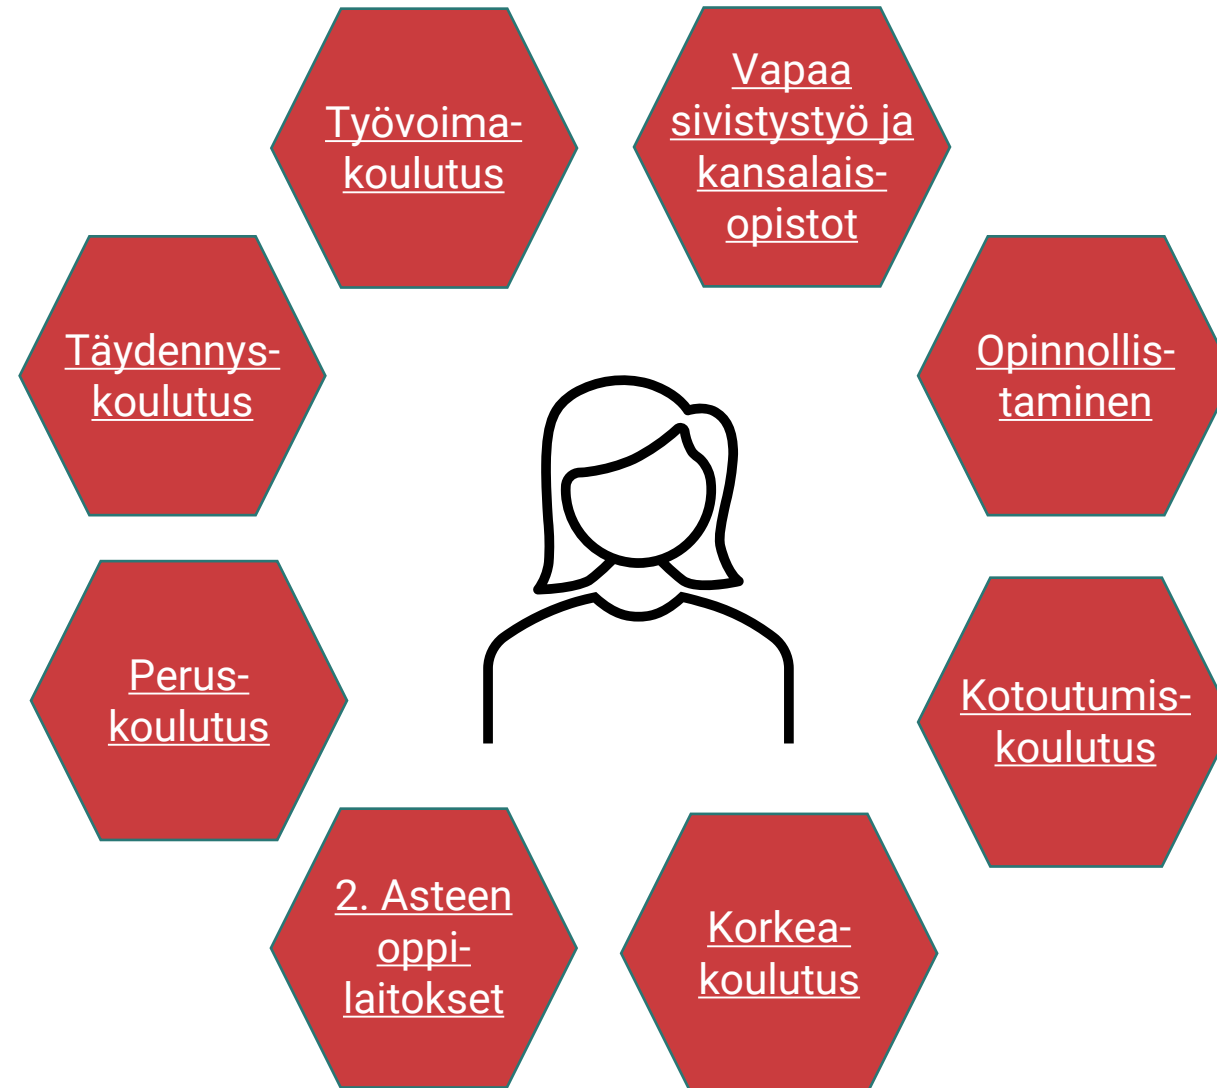 Työvoima-
koulutus
Vapaa
sivistystyö ja
kansalais-
opistot
Täydennys-
koulutus
Opinnollis-
taminen
Perus-
koulutus
Kotoutumis-
koulutus
2. Asteen
oppi-
laitokset
Korkea-
koulutus